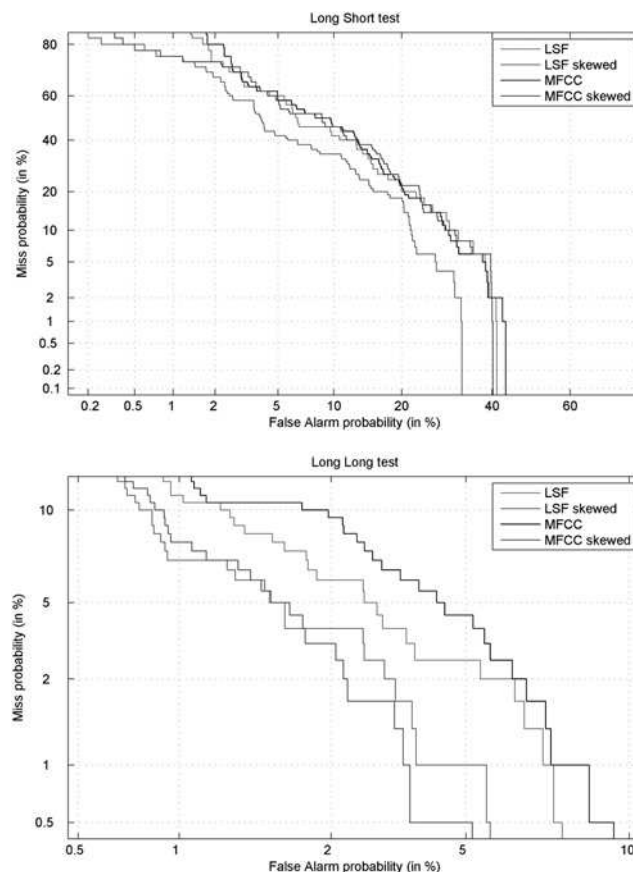 Long Short test
80
60
40
20
10
5
2
1
0.5
0.2
0.1
Miss probability (in %)
LSF
LSF skewed
MFCC
MFCC skewed
0.2 0.5 1 2 5 10 20 40 60
False Alarm probability (in %)
Long Long test
10
5
2
1
0.5
Miss probability (in %)
LSF
LSF skewed
MFCC
MFCC skewed
0.5 1 2 5 10
False Alarm probability (in %)